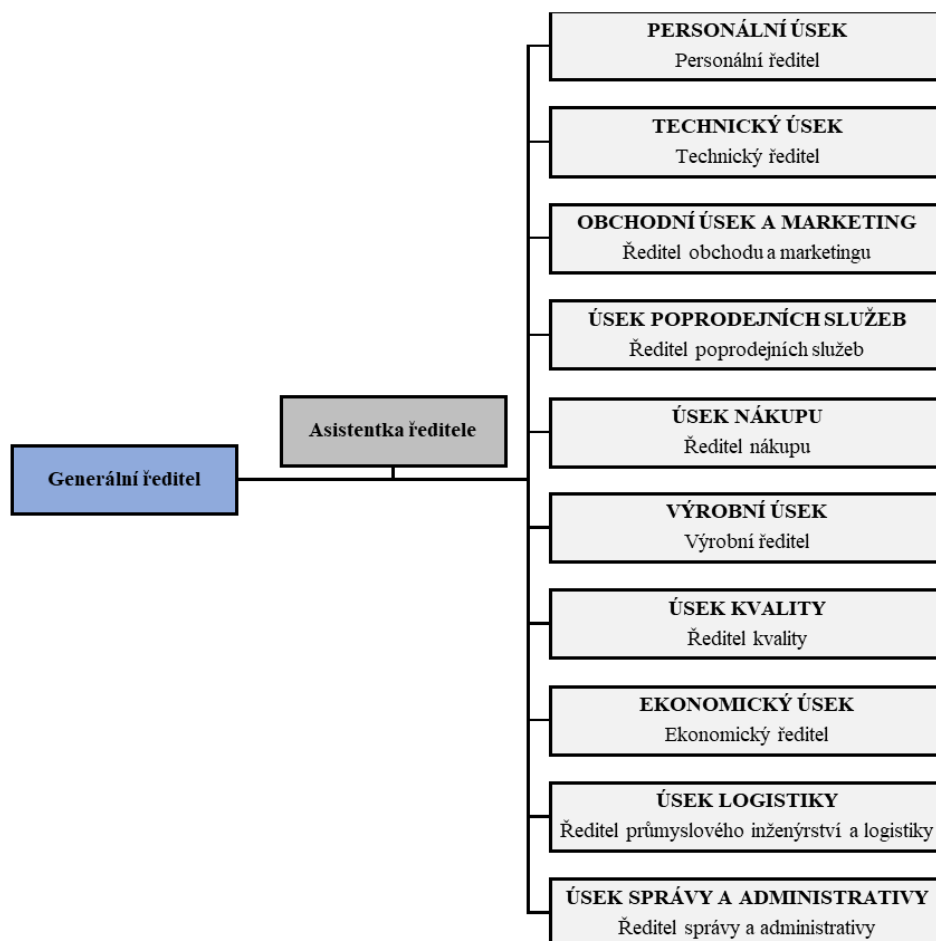 PERSONÁLNÍ ÚSEK
Personální ředitel
TECHNICKÝ ÚSEK
Technický ředitel
OBCHODNÍ ÚSEK A MARKETING
Ředitel obchodu a marketingu
ÚSEK POPRODEJNÍCH SLUŽEB
Ředitel poprodejních služeb
Asistentka ředitele
Generální ředitel
ÚSEK NÁKUPU
Ředitel nákupu
VÝROBNÍ ÚSEK
Výrobní ředitel
ÚSEK KVALITY
Ředitel kvality
EKONOMICKÝ ÚSEK
Ekonomický ředitel
ÚSEK LOGISTIKY
Ředitel průmyslového inženýrství a logistiky
ÚSEK SPRÁVY A ADMINISTRATIVY
Ředitel správy a administrativy